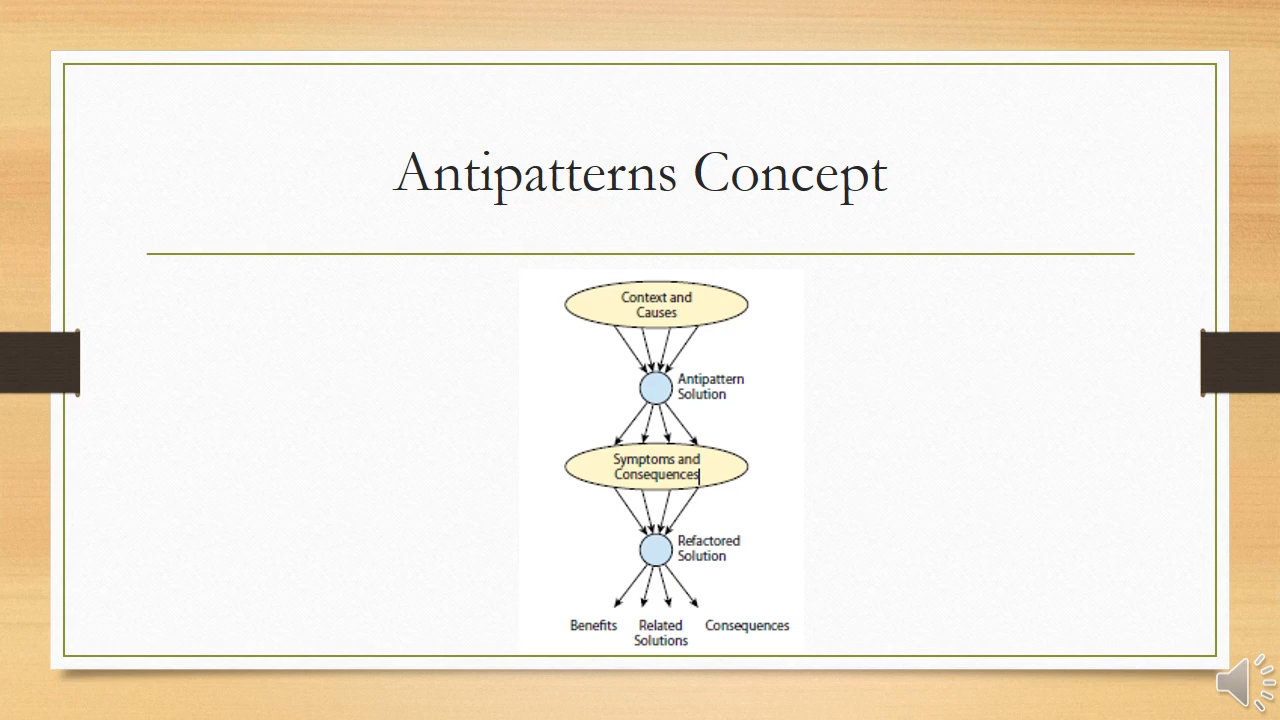 Antipatterns Concept
Context and
Causes
Antipattern
Solution
Symptoms and
Consequences
Refactored
Solution
Benefits
Related
Solutions
Consequences